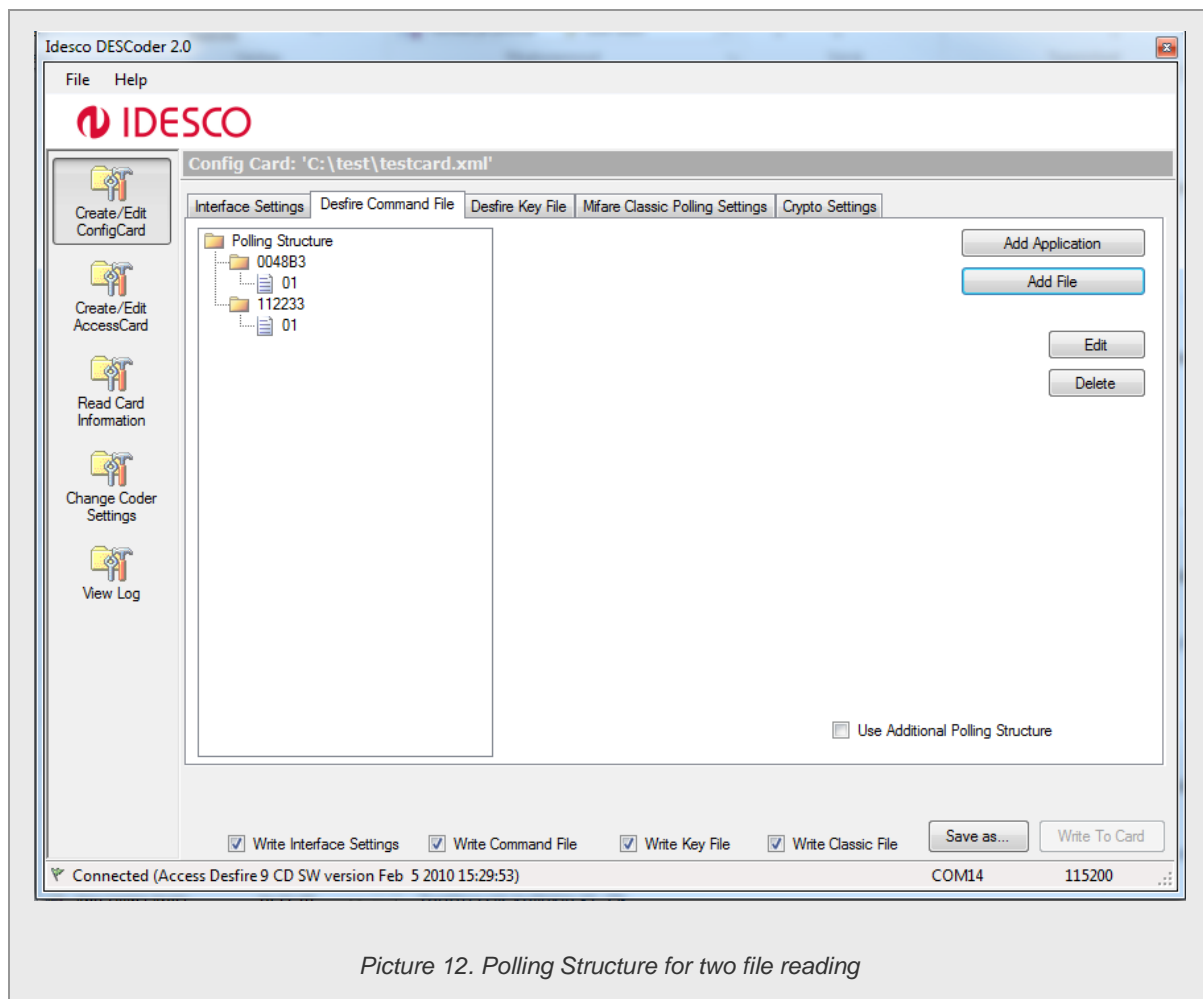 Idesco DESCoder 2.0
File Help
IDESCO
Config Card: 'C:\test\testcard.xml'
Create/Edit
ConfigCard
Create/Edit
AccessCard
Read Card
Information
Change Coder
Settings
View Log
Interface Settings Desfire Command File Desfire Key File Mifare Classic Polling Settings Crypto Settings
Polling Structure
0048B3
01
112233
01
Add Application
Add File
Edit
Delete
Use Additional Polling Structure
Write Interface Settings Write Command File Write Key File Write Classic File Save as... Write To Card
Connected (Access Desfire 9 CD SW version Feb 5 2010 15:29:53) COM14 115200
Picture 12. Polling Structure for two file reading